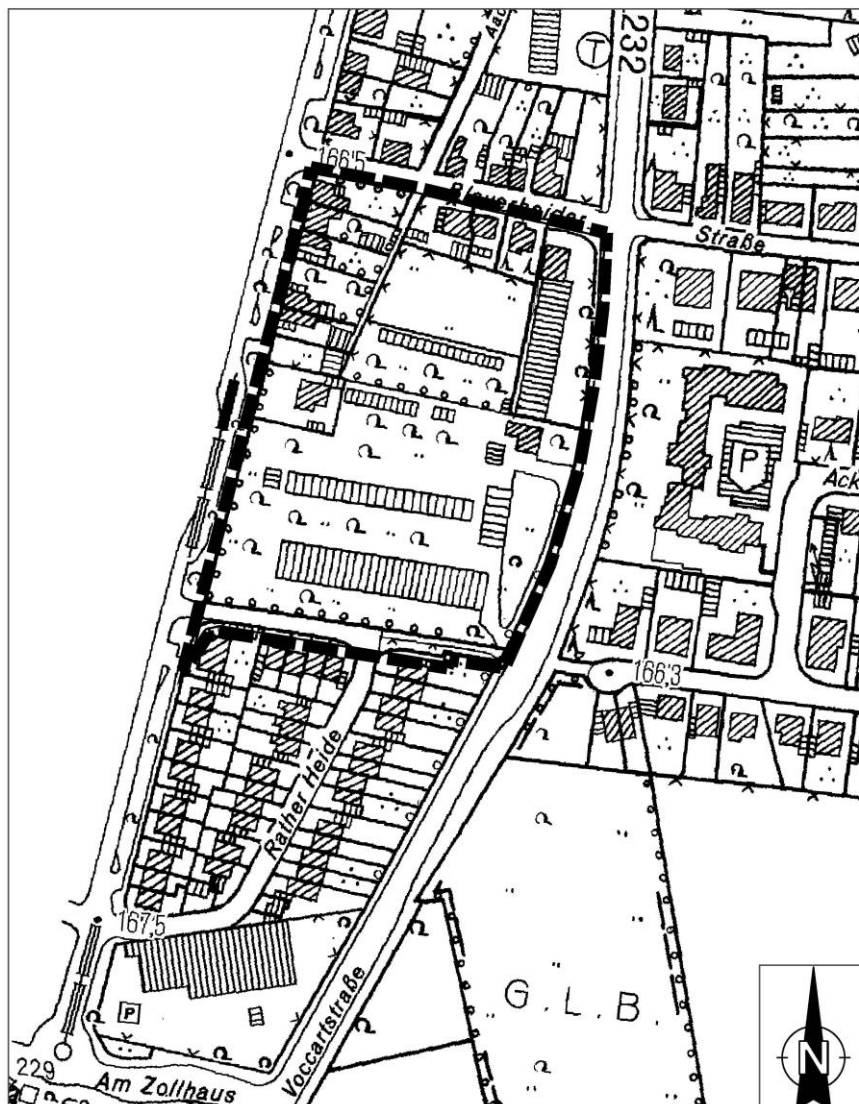 232
T
166,5
Straße
P
166,3
Rather Heide
167,5
P
Voccartstraße
G. L. B.
N
229
Am Zollhaus